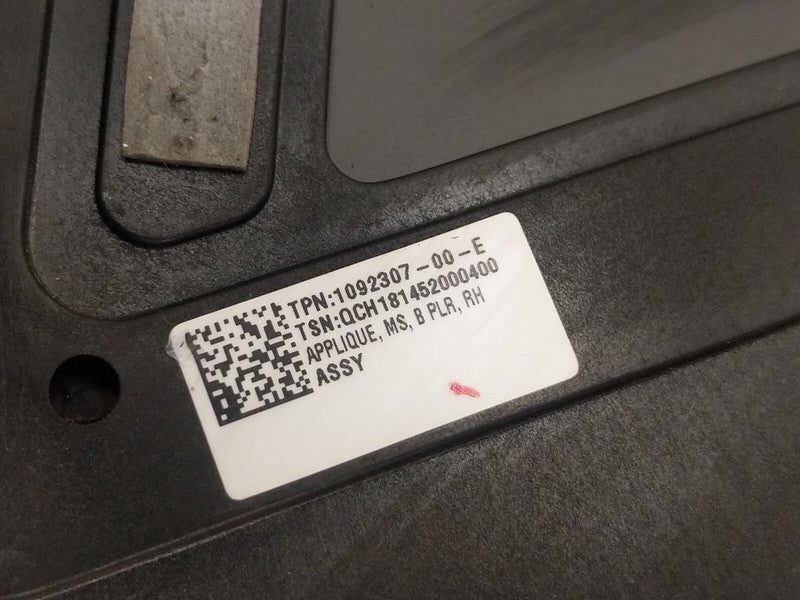 TPN:1092307-00-E
TSN:QCH181452000400
APPLIQUE, MS, B PLR, RH
ASSY